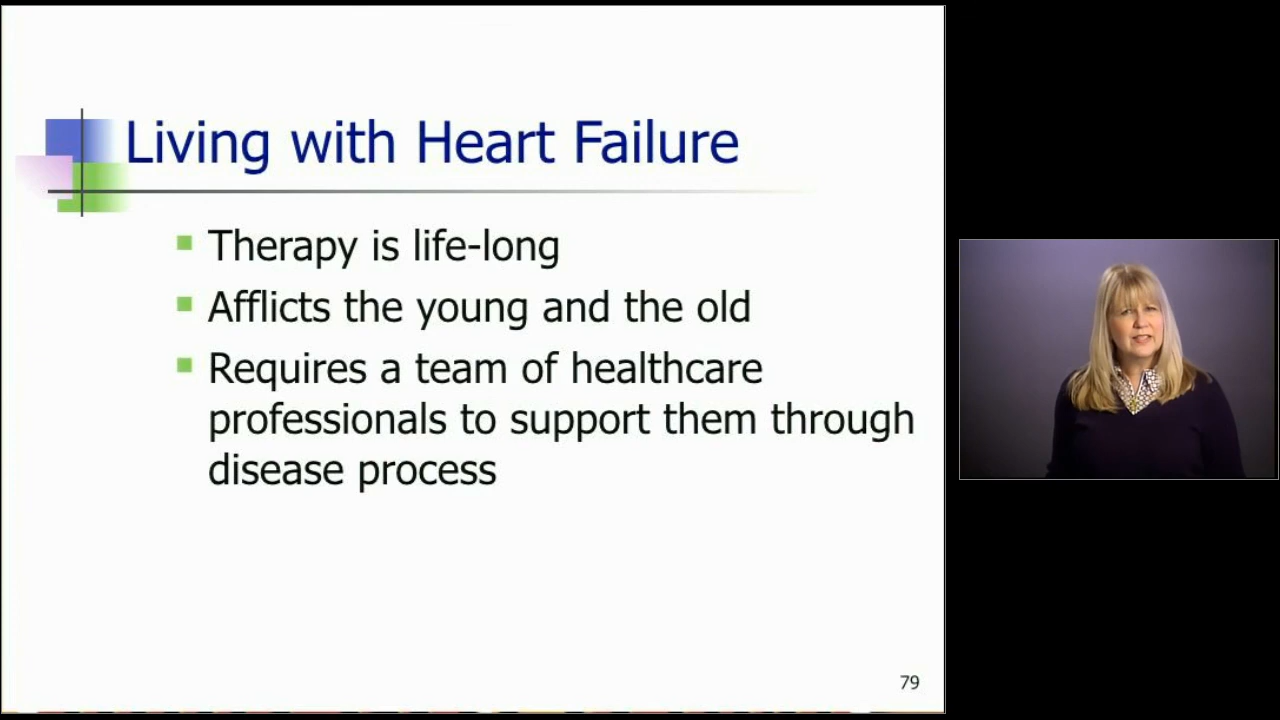 Living with Heart Failure
Therapy is life-long
Afflicts the young and the old
Requires a team of healthcare
professionals to support them through
disease process
79